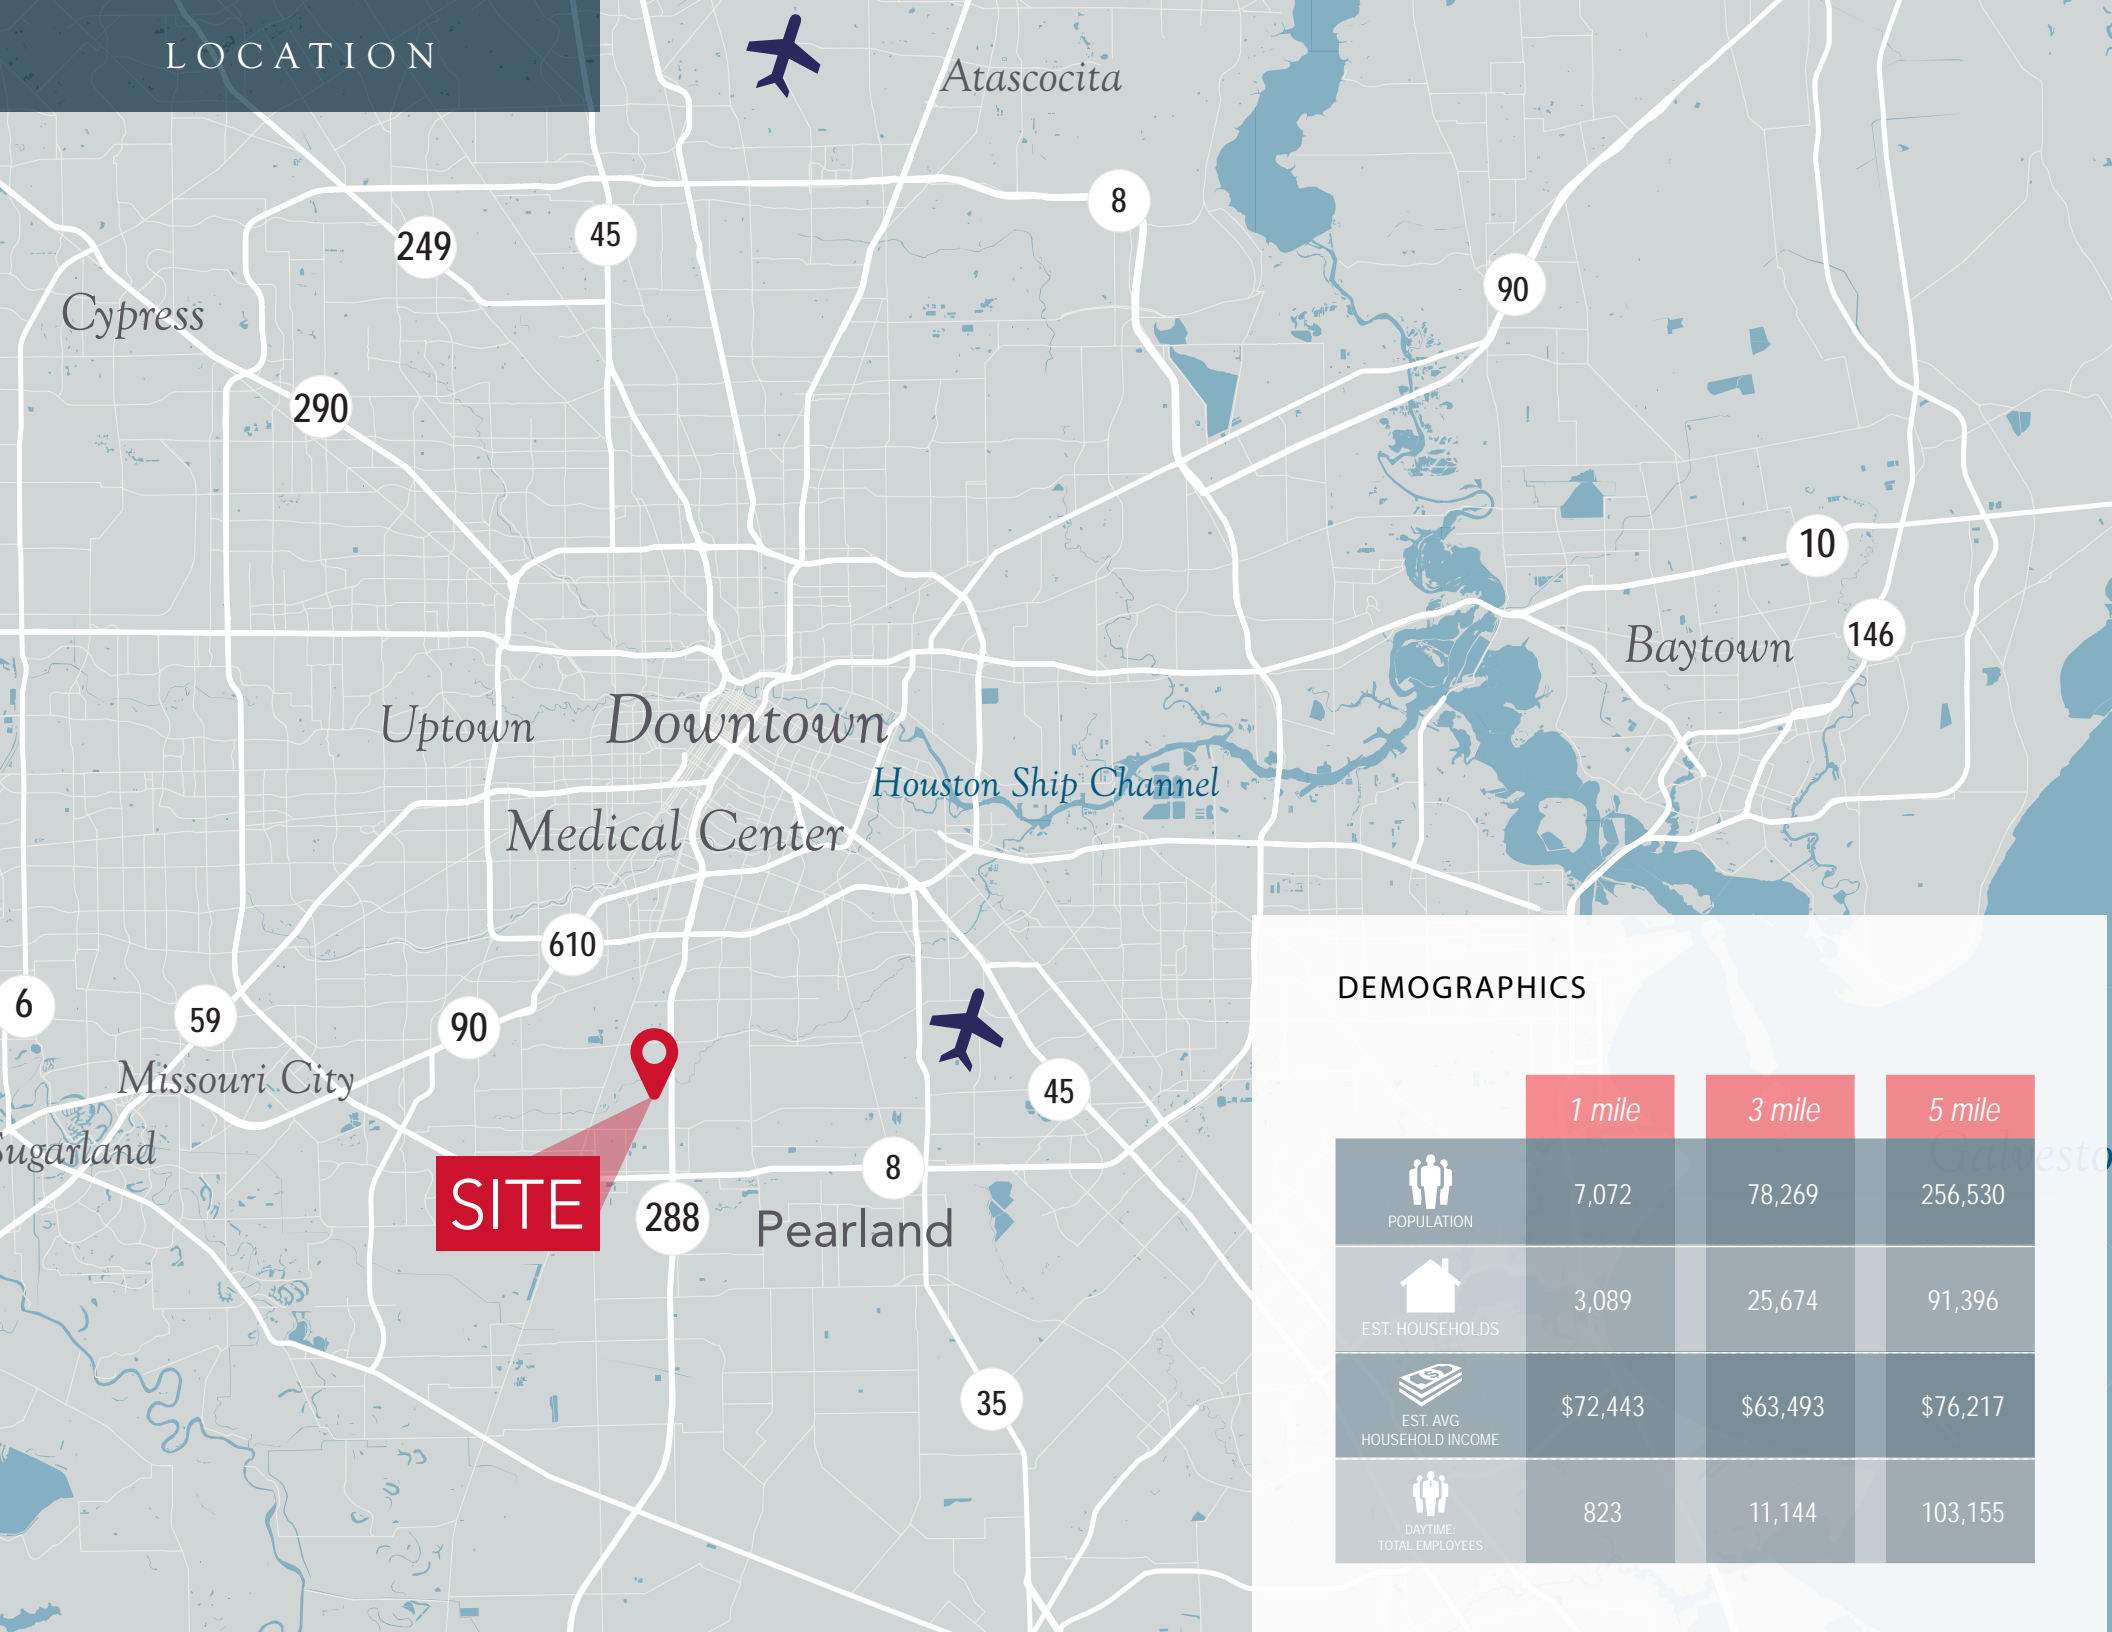 LOCATION
Atascocita
8
249
45
90
Cypress
290
10
146
Baytown
Uptown
Downtown
Houston Ship Channel
Medical Center
610
6
59
90
Missouri City
45
Sugarland
8
SITE
288
Pearland
35
DEMOGRAPHICS
1 mile 3 mile 5 mile
POPULATION 7,072 78,269 256,530
EST. HOUSEHOLDS 3,089 25,674 91,396
EST. AVG
HOUSEHOLD INCOME $72,443 $63,493 $76,217
DAYTIME:
TOTAL EMPLOYEES 823 11,144 103,155